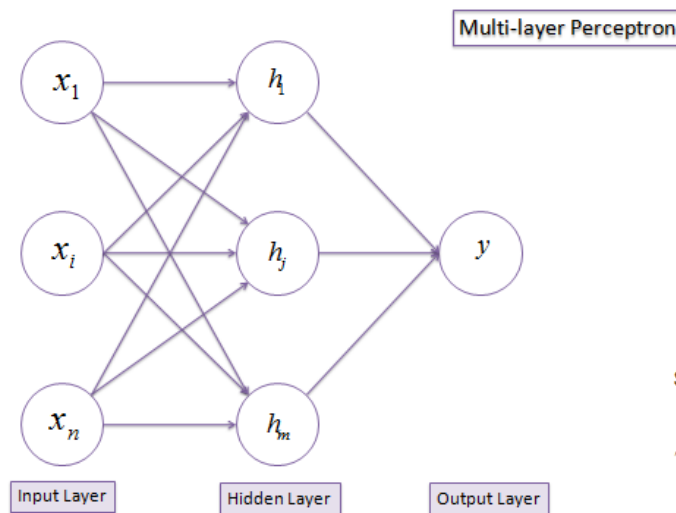 Multi-layer Perceptron
x₁ h₁
xᵢ hⱼ y
xₙ hₘ
Input Layer Hidden Layer Output Layer